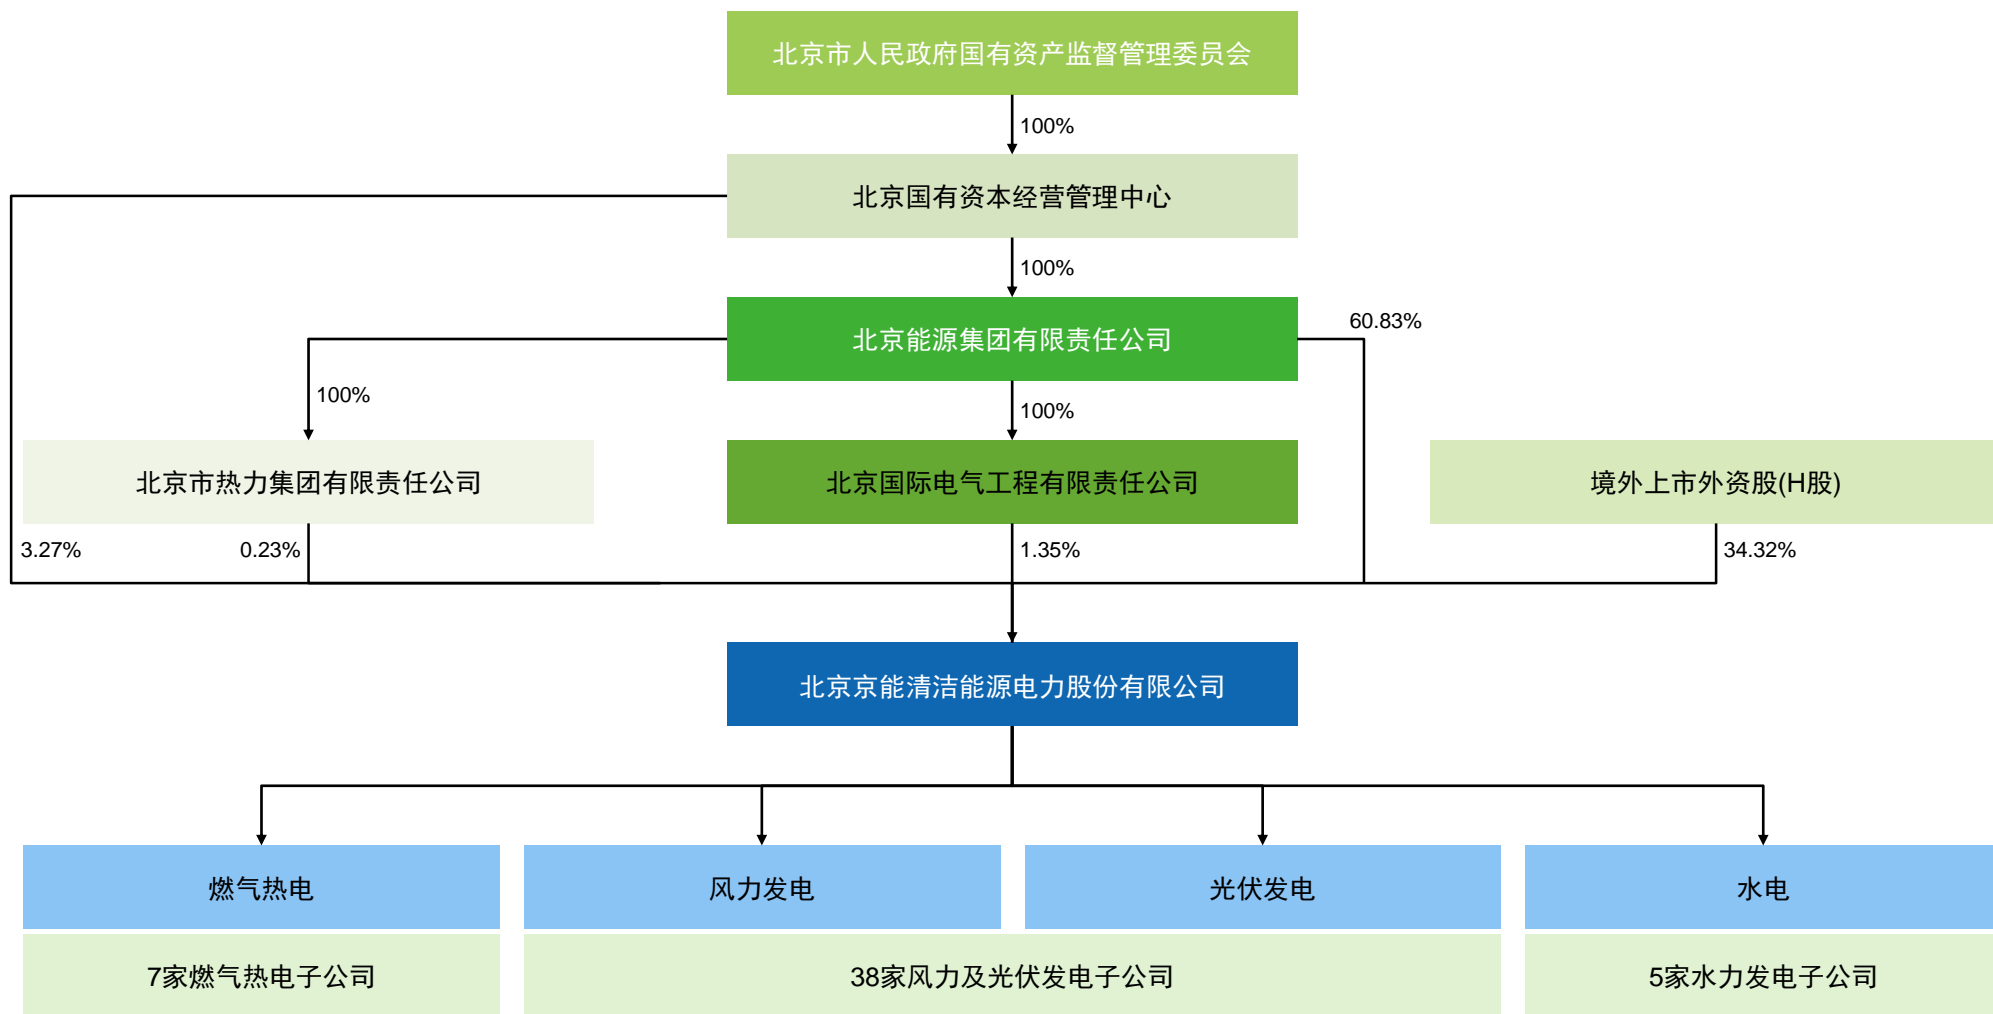 北京市人民政府国有资产监督管理委员会
100%
北京国有资本经营管理中心
100%
60.83%
北京能源集团有限责任公司
100%
100%
北京市热力集团有限责任公司
北京国际电气工程有限责任公司
境外上市外资股(H股)
3.27%
0.23%
1.35%
34.32%
北京京能清洁能源电力股份有限公司
燃气热电
风力发电
光伏发电
水电
7家燃气热电子公司
38家风力及光伏发电子公司
5家水力发电子公司